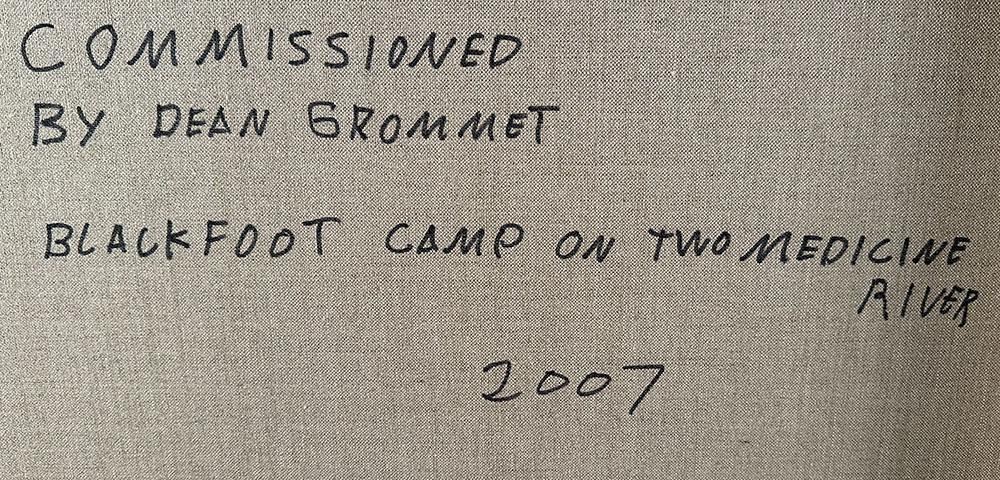 COMMISSIONED
BY DEAN GROMMET
BLACKFOOT CAMP ON TWO MEDICINE
RIVER
2007